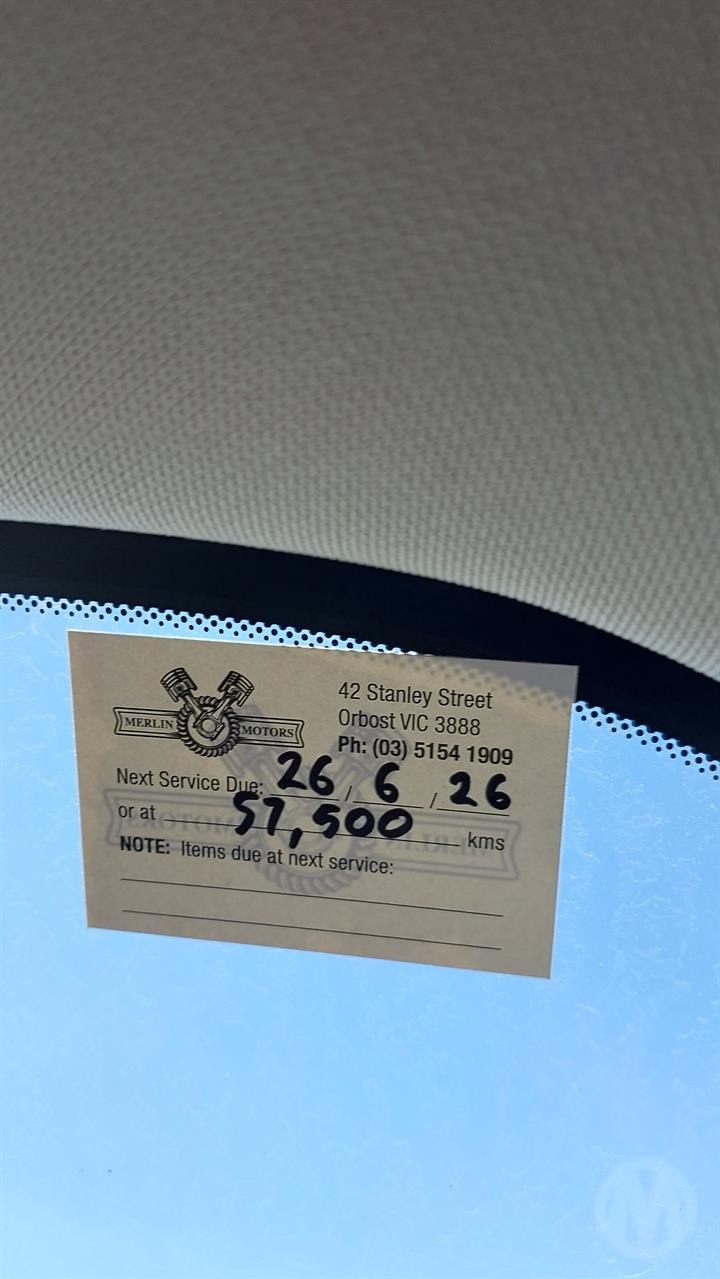 MERLIN MOTORS
42 Stanley Street
Orbost VIC 3888
Ph: (03) 5154 1909
Next Service Due: 26 / 6 / 26
or at 57,500 kms
NOTE: Items due at next service:
M